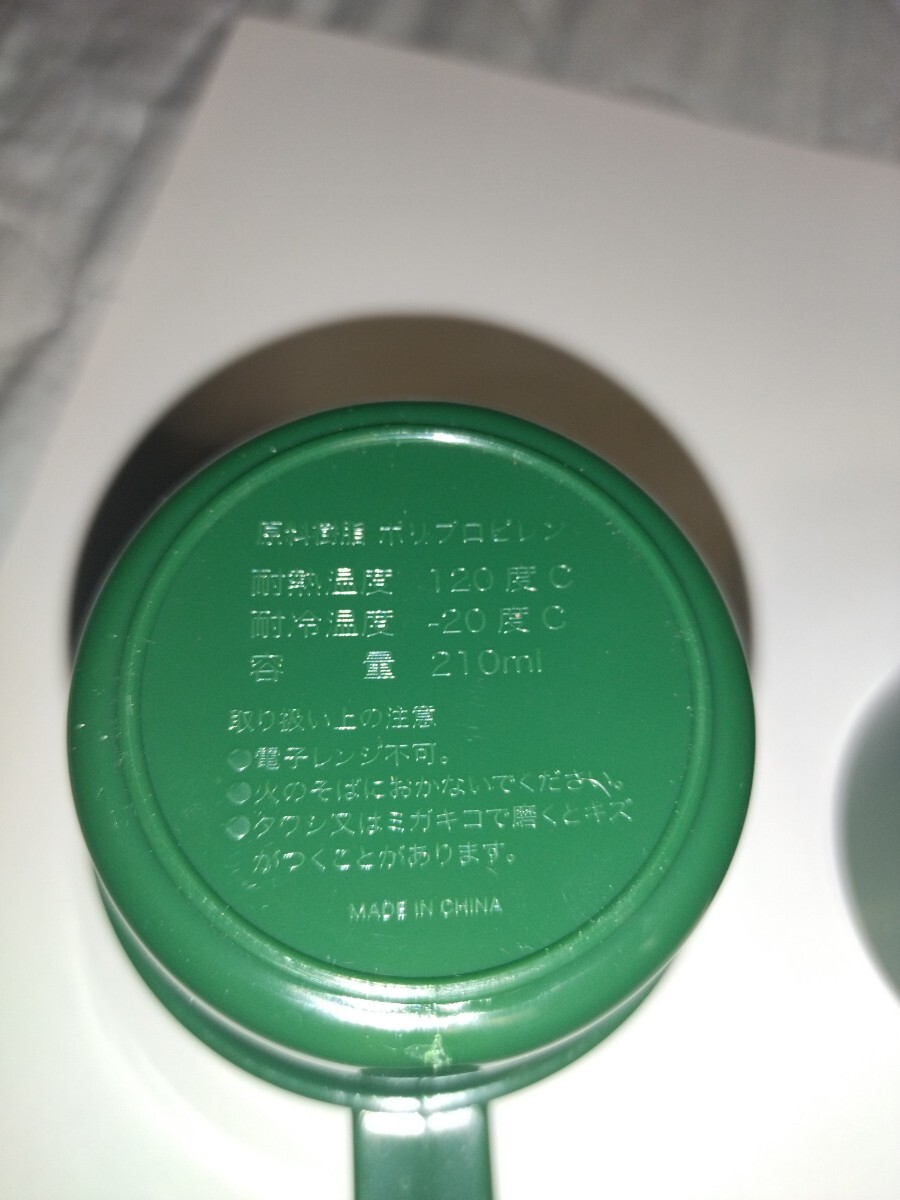 原料樹脂 ポリプロピレン
耐熱温度 120度C
耐冷温度 -20度C
容 量 210ml
取り扱い上の注意
●電子レンジ不可。
●火のそばにおかないでください。
●タワシ又はミガキコで磨くとキズ
がつくことがあります。
MADE IN CHINA